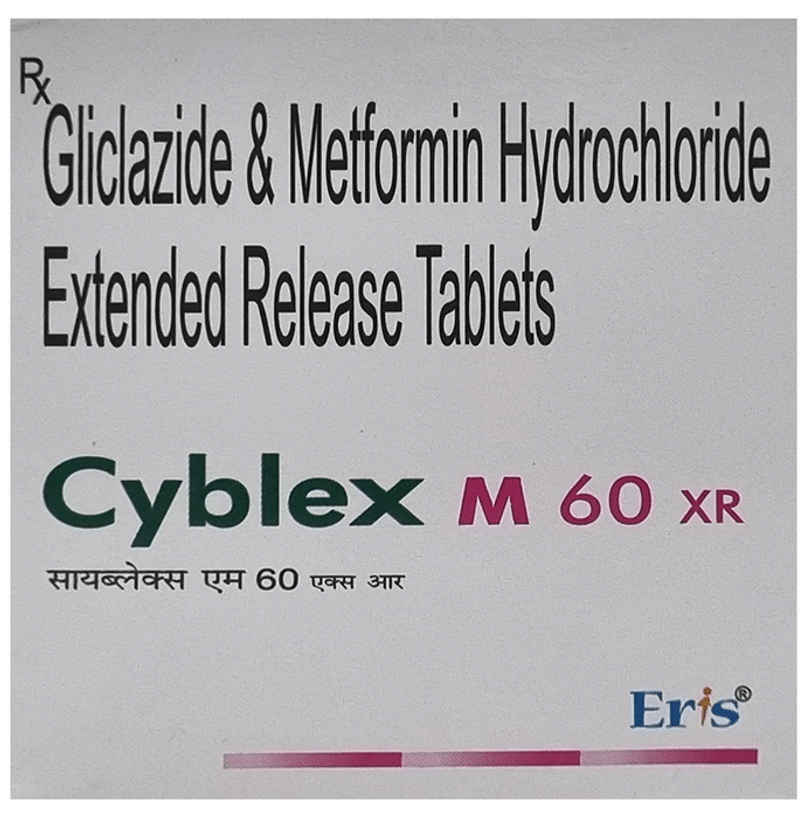 Rx
Gliclazide & Metformin Hydrochloride
Extended Release Tablets
Cyblex M 60 XR
सायब्लेक्स एम 60 एक्स आर
Eris®